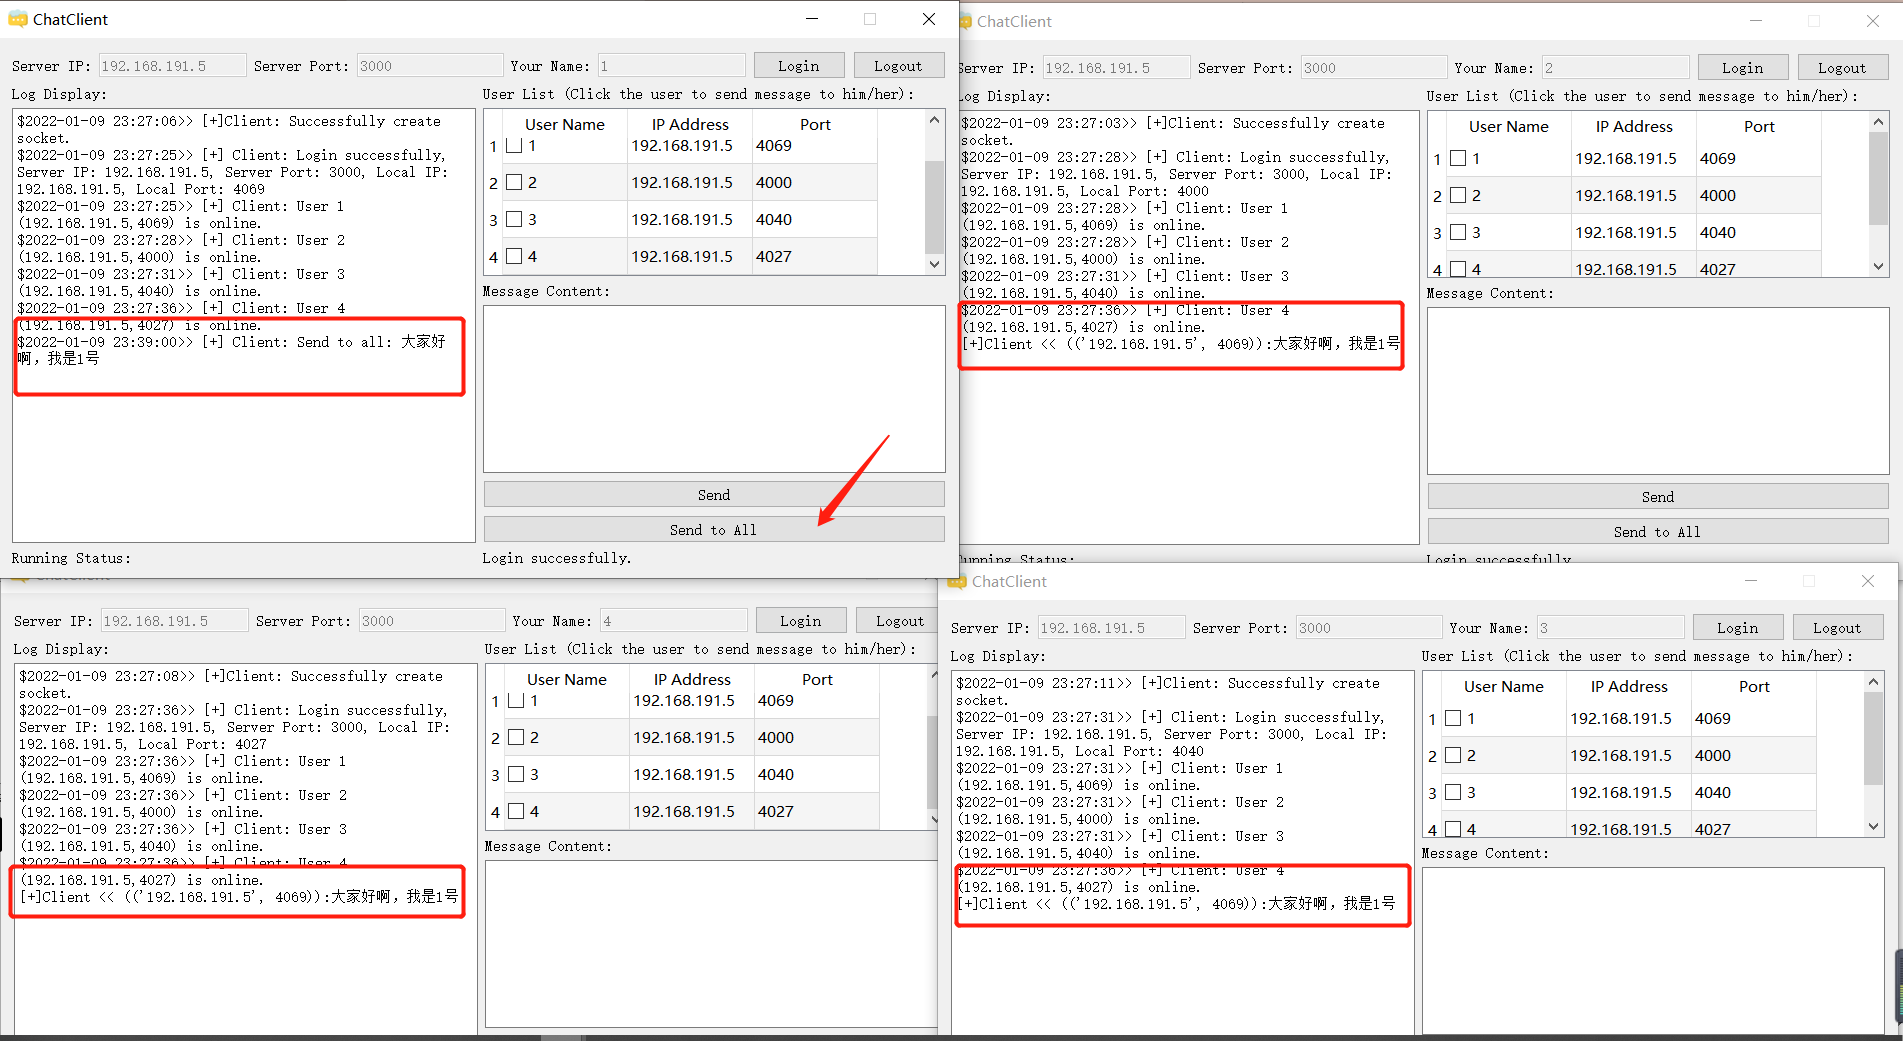 ChatClient
Server IP: 192.168.191.5 Server Port: 3000 Your Name: 1 Login Logout
Log Display:
$2022-01-09 23:27:06>> [+]Client: Successfully create
socket.
$2022-01-09 23:27:25>> [+] Client: Login successfully,
Server IP: 192.168.191.5, Server Port: 3000, Local IP:
192.168.191.5, Local Port: 4069
$2022-01-09 23:27:25>> [+] Client: User 1
(192.168.191.5,4069) is online.
$2022-01-09 23:27:28>> [+] Client: User 2
(192.168.191.5,4000) is online.
$2022-01-09 23:27:31>> [+] Client: User 3
(192.168.191.5,4040) is online.
$2022-01-09 23:27:36>> [+] Client: User 4
(192.168.191.5,4027) is online.
$2022-01-09 23:39:00>> [+] Client: Send to all: 大家好
啊，我是1号
User List (Click the user to send message to him/her):
User Name IP Address Port
1 1 192.168.191.5 4069
2 2 192.168.191.5 4000
3 3 192.168.191.5 4040
4 4 192.168.191.5 4027
Message Content:
Send
Send to All
Running Status:
Login successfully.
ChatClient
Server IP: 192.168.191.5 Server Port: 3000 Your Name: 2 Login Logout
Log Display:
$2022-01-09 23:27:03>> [+]Client: Successfully create
socket.
$2022-01-09 23:27:28>> [+] Client: Login successfully,
Server IP: 192.168.191.5, Server Port: 3000, Local IP:
192.168.191.5, Local Port: 4000
$2022-01-09 23:27:28>> [+] Client: User 1
(192.168.191.5,4069) is online.
$2022-01-09 23:27:28>> [+] Client: User 2
(192.168.191.5,4000) is online.
$2022-01-09 23:27:31>> [+] Client: User 3
(192.168.191.5,4040) is online.
$2022-01-09 23:27:36>> [+] Client: User 4
(192.168.191.5,4027) is online.
[+]Client << (('192.168.191.5', 4069)):大家好啊，我是1号
User List (Click the user to send message to him/her):
User Name IP Address Port
1 1 192.168.191.5 4069
2 2 192.168.191.5 4000
3 3 192.168.191.5 4040
4 4 192.168.191.5 4027
Message Content:
Send
Send to All
Running Status:
Login successfully
ChatClient
Server IP: 192.168.191.5 Server Port: 3000 Your Name: 4 Login Logout
Log Display:
$2022-01-09 23:27:08>> [+]Client: Successfully create
socket.
$2022-01-09 23:27:36>> [+] Client: Login successfully,
Server IP: 192.168.191.5, Server Port: 3000, Local IP:
192.168.191.5, Local Port: 4027
$2022-01-09 23:27:36>> [+] Client: User 1
(192.168.191.5,4069) is online.
$2022-01-09 23:27:36>> [+] Client: User 2
(192.168.191.5,4000) is online.
$2022-01-09 23:27:36>> [+] Client: User 3
(192.168.191.5,4040) is online.
$2022-01-09 23:27:36>> [+] Client: User 4
(192.168.191.5,4027) is online.
[+]Client << (('192.168.191.5', 4069)):大家好啊，我是1号
User List (Click the user to send message to him/her):
User Name IP Address Port
1 1 192.168.191.5 4069
2 2 192.168.191.5 4000
3 3 192.168.191.5 4040
4 4 192.168.191.5 4027
Message Content:
ChatClient
Server IP: 192.168.191.5 Server Port: 3000 Your Name: 3 Login Logout
Log Display:
$2022-01-09 23:27:11>> [+]Client: Successfully create
socket.
$2022-01-09 23:27:31>> [+] Client: Login successfully,
Server IP: 192.168.191.5, Server Port: 3000, Local IP:
192.168.191.5, Local Port: 4040
$2022-01-09 23:27:31>> [+] Client: User 1
(192.168.191.5,4069) is online.
$2022-01-09 23:27:31>> [+] Client: User 2
(192.168.191.5,4000) is online.
$2022-01-09 23:27:31>> [+] Client: User 3
(192.168.191.5,4040) is online.
$2022-01-09 23:27:36>> [+] Client: User 4
(192.168.191.5,4027) is online.
[+]Client << (('192.168.191.5', 4069)):大家好啊，我是1号
User List (Click the user to send message to him/her):
User Name IP Address Port
1 1 192.168.191.5 4069
2 2 192.168.191.5 4000
3 3 192.168.191.5 4040
4 4 192.168.191.5 4027
Message Content: